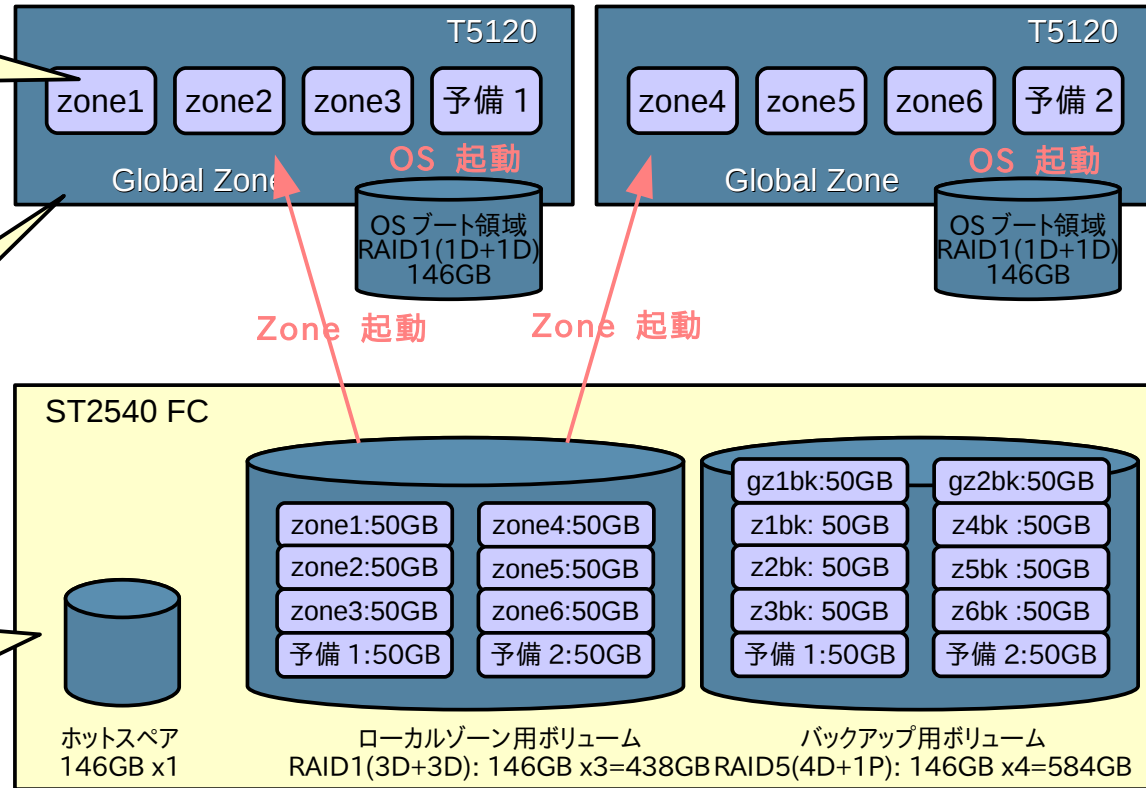 T5120
zone1
zone2
zone3
予備 1
Global Zone
OS 起動
OS ブート領域
RAID1(1D+1D)
146GB
T5120
zone4
zone5
zone6
予備 2
Global Zone
OS 起動
OS ブート領域
RAID1(1D+1D)
146GB
Zone 起動
Zone 起動
ST2540 FC
ホットスペア
146GB x1
zone1:50GB
zone2:50GB
zone3:50GB
予備 1:50GB
zone4:50GB
zone5:50GB
zone6:50GB
予備 2:50GB
ローカルゾーン用ボリューム
RAID1(3D+3D): 146GB x3=438GB
gz1bk:50GB
z1bk: 50GB
z2bk: 50GB
z3bk: 50GB
予備 1:50GB
gz2bk:50GB
z4bk :50GB
z5bk :50GB
z6bk :50GB
予備 2:50GB
バックアップ用ボリューム
RAID5(4D+1P): 146GB x4=584GB